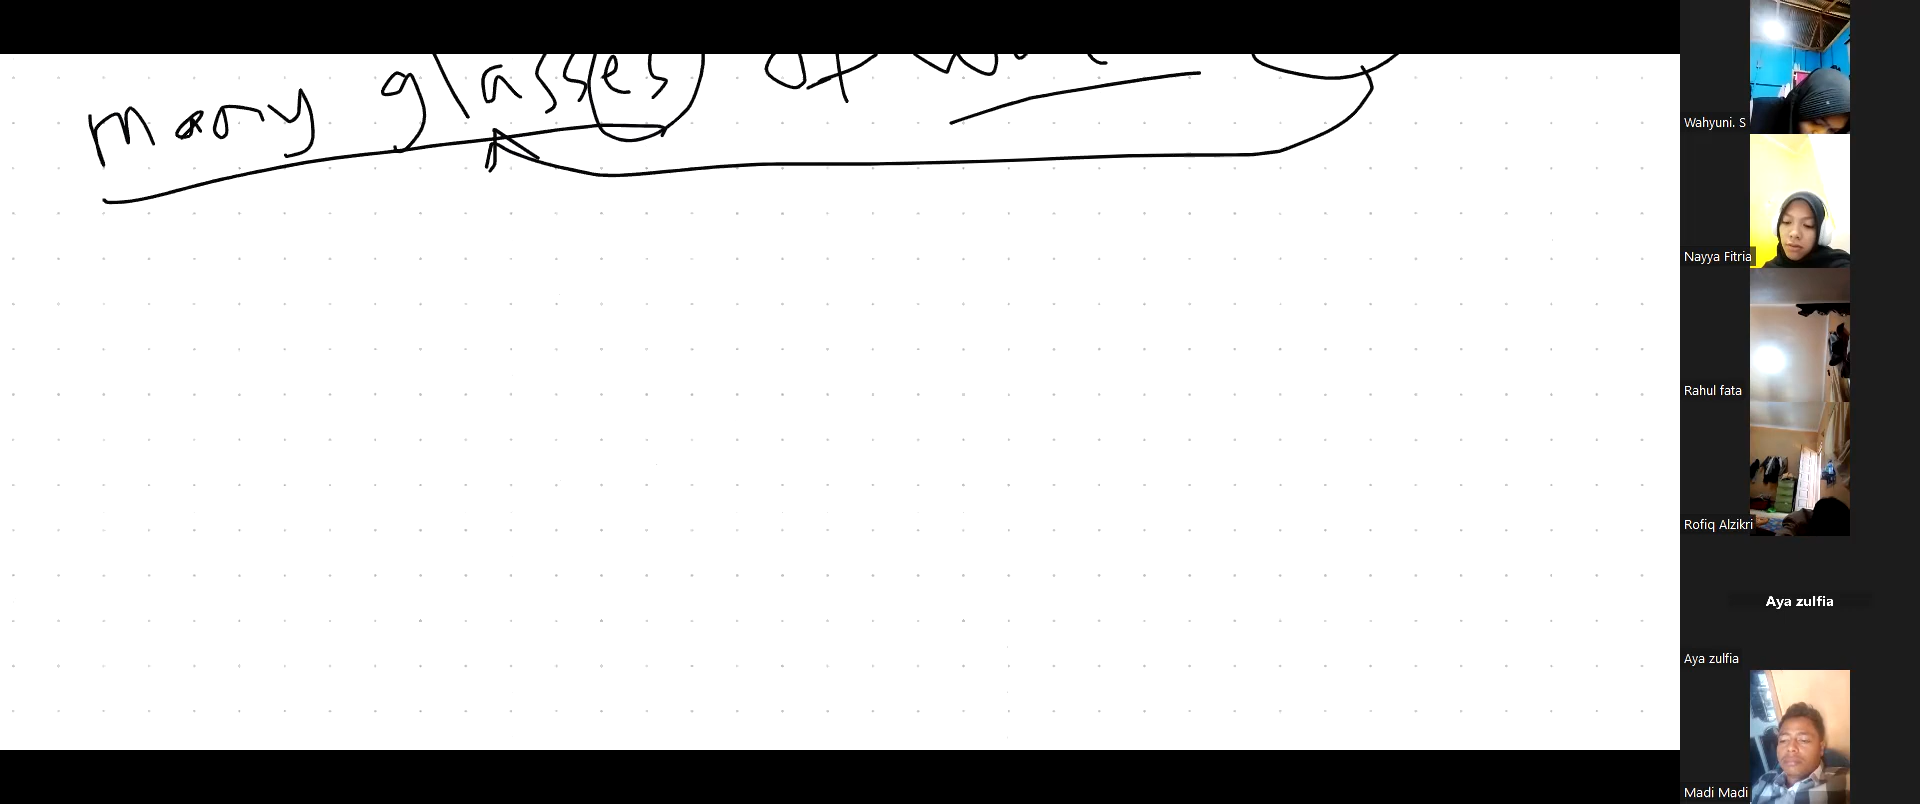 many glasses of
Wahyuni. S
Nayya Fitria
Rahul fata
Rofiq Alzikri
Aya zulfia
Aya zulfia
Madi Madi